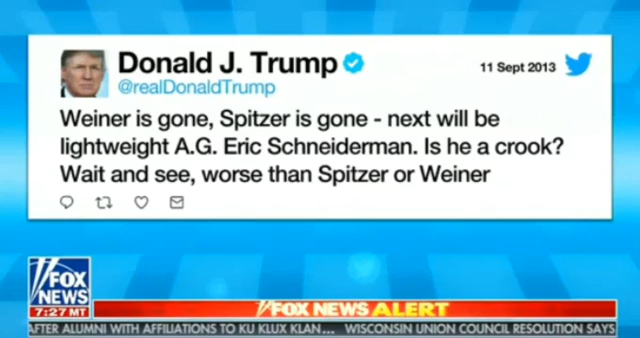 Donald J. Trump
@realDonaldTrump
11 Sept 2013
Weiner is gone, Spitzer is gone - next will be
lightweight A.G. Eric Schneiderman. Is he a crook?
Wait and see, worse than Spitzer or Weiner
FOX
NEWS
7:27 MT
FOX NEWS ALERT
AFTER ALUMNI WITH AFFILIATIONS TO KU KLUX KLAN... WISCONSIN UNION COUNCIL RESOLUTION SAYS